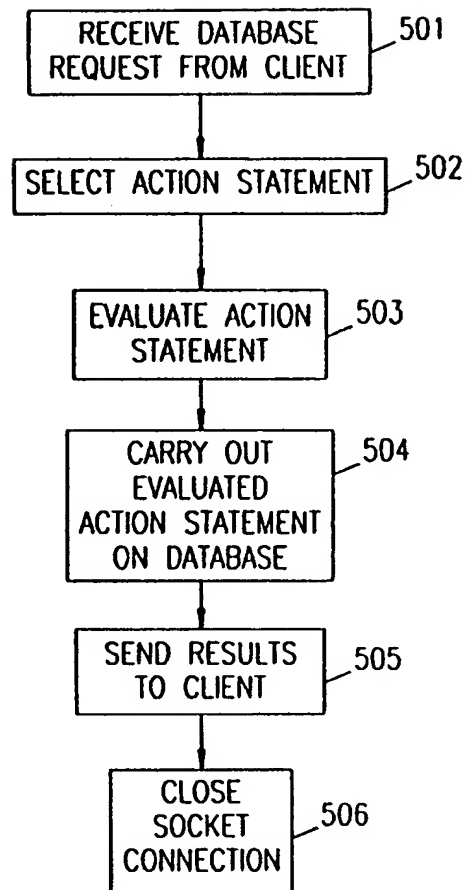 RECEIVE DATABASE
REQUEST FROM CLIENT
501
SELECT ACTION STATEMENT
502
EVALUATE ACTION
STATEMENT
503
CARRY OUT
EVALUATED
ACTION STATEMENT
ON DATABASE
504
SEND RESULTS
TO CLIENT
505
CLOSE
SOCKET
CONNECTION
506